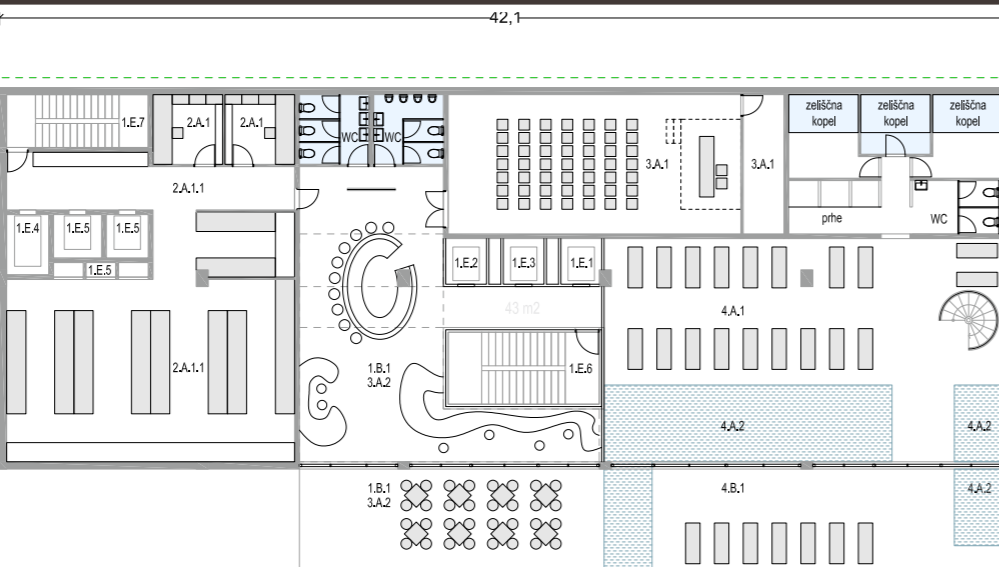 42,1
1.E.7
2.A.1
2.A.1
WC
WC
3.A.1
3.A.1
zeliščna
kopel
zeliščna
kopel
zeliščna
kopel
2.A.1.1
prhe
WC
1.E.4
1.E.5
1.E.5
1.E.5
1.E.2
1.E.3
1.E.1
43 m2
4.A.1
2.A.1.1
1.B.1
3.A.2
1.E.6
4.A.2
4.A.2
1.B.1
3.A.2
4.B.1
4.A.2